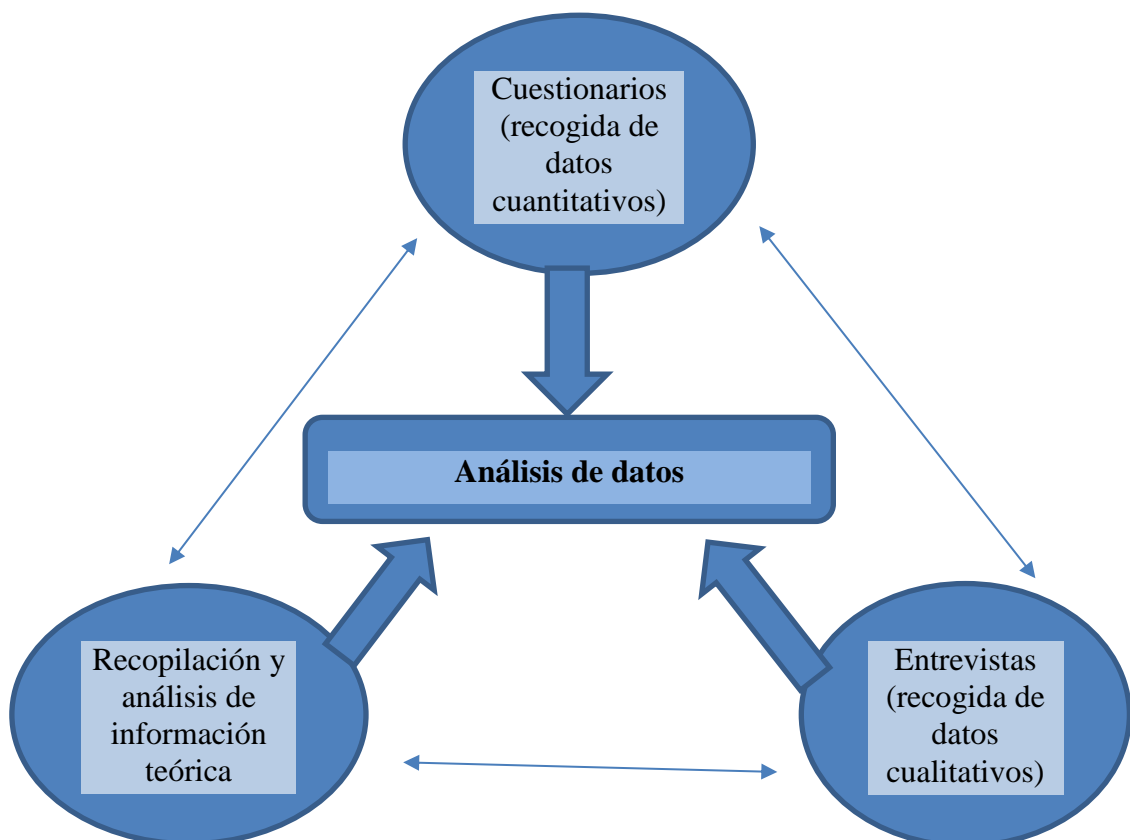 Cuestionarios
(recogida de
datos
cuantitativos)
Análisis de datos
Recopilación y
análisis de
información
teórica
Entrevistas
(recogida de
datos
cualitativos)